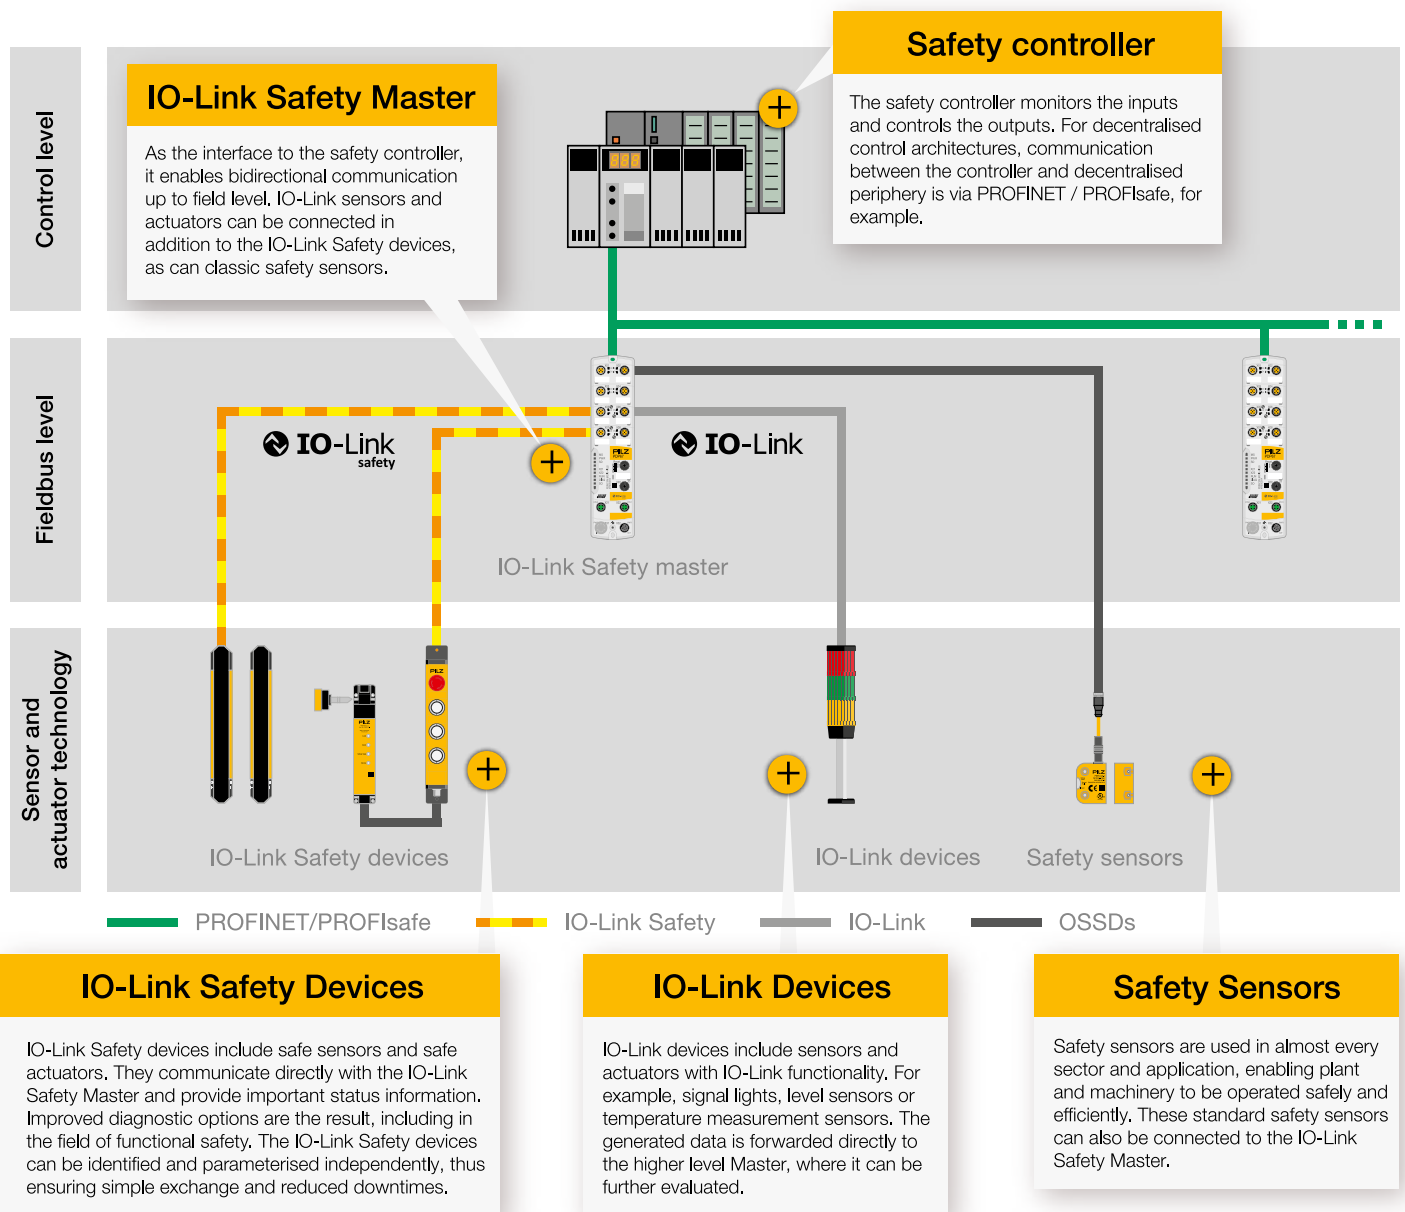 Control level
IO-Link Safety Master
As the interface to the safety controller,
it enables bidirectional communication
up to field level. IO-Link sensors and
actuators can be connected in
addition to the IO-Link Safety devices,
as can classic safety sensors.
Safety controller
The safety controller monitors the inputs
and controls the outputs. For decentralised
control architectures, communication
between the controller and decentralised
periphery is via PROFINET / PROFIsafe, for
example.
Fieldbus level
IO-Link
safety
IO-Link
PILZ
PILZ
IO-Link Safety master
Sensor and
actuator technology
PILZ
PILZ
PILZ
IO-Link Safety devices
IO-Link devices
Safety sensors
PROFINET/PROFIsafe
IO-Link Safety
IO-Link
OSSDs
IO-Link Safety Devices
IO-Link Safety devices include safe sensors and safe
actuators. They communicate directly with the IO-Link
Safety Master and provide important status information.
Improved diagnostic options are the result, including in
the field of functional safety. The IO-Link Safety devices
can be identified and parameterised independently, thus
ensuring simple exchange and reduced downtimes.
IO-Link Devices
IO-Link devices include sensors and
actuators with IO-Link functionality. For
example, signal lights, level sensors or
temperature measurement sensors. The
generated data is forwarded directly to
the higher level Master, where it can be
further evaluated.
Safety Sensors
Safety sensors are used in almost every
sector and application, enabling plant
and machinery to be operated safely and
efficiently. These standard safety sensors
can also be connected to the IO-Link
Safety Master.